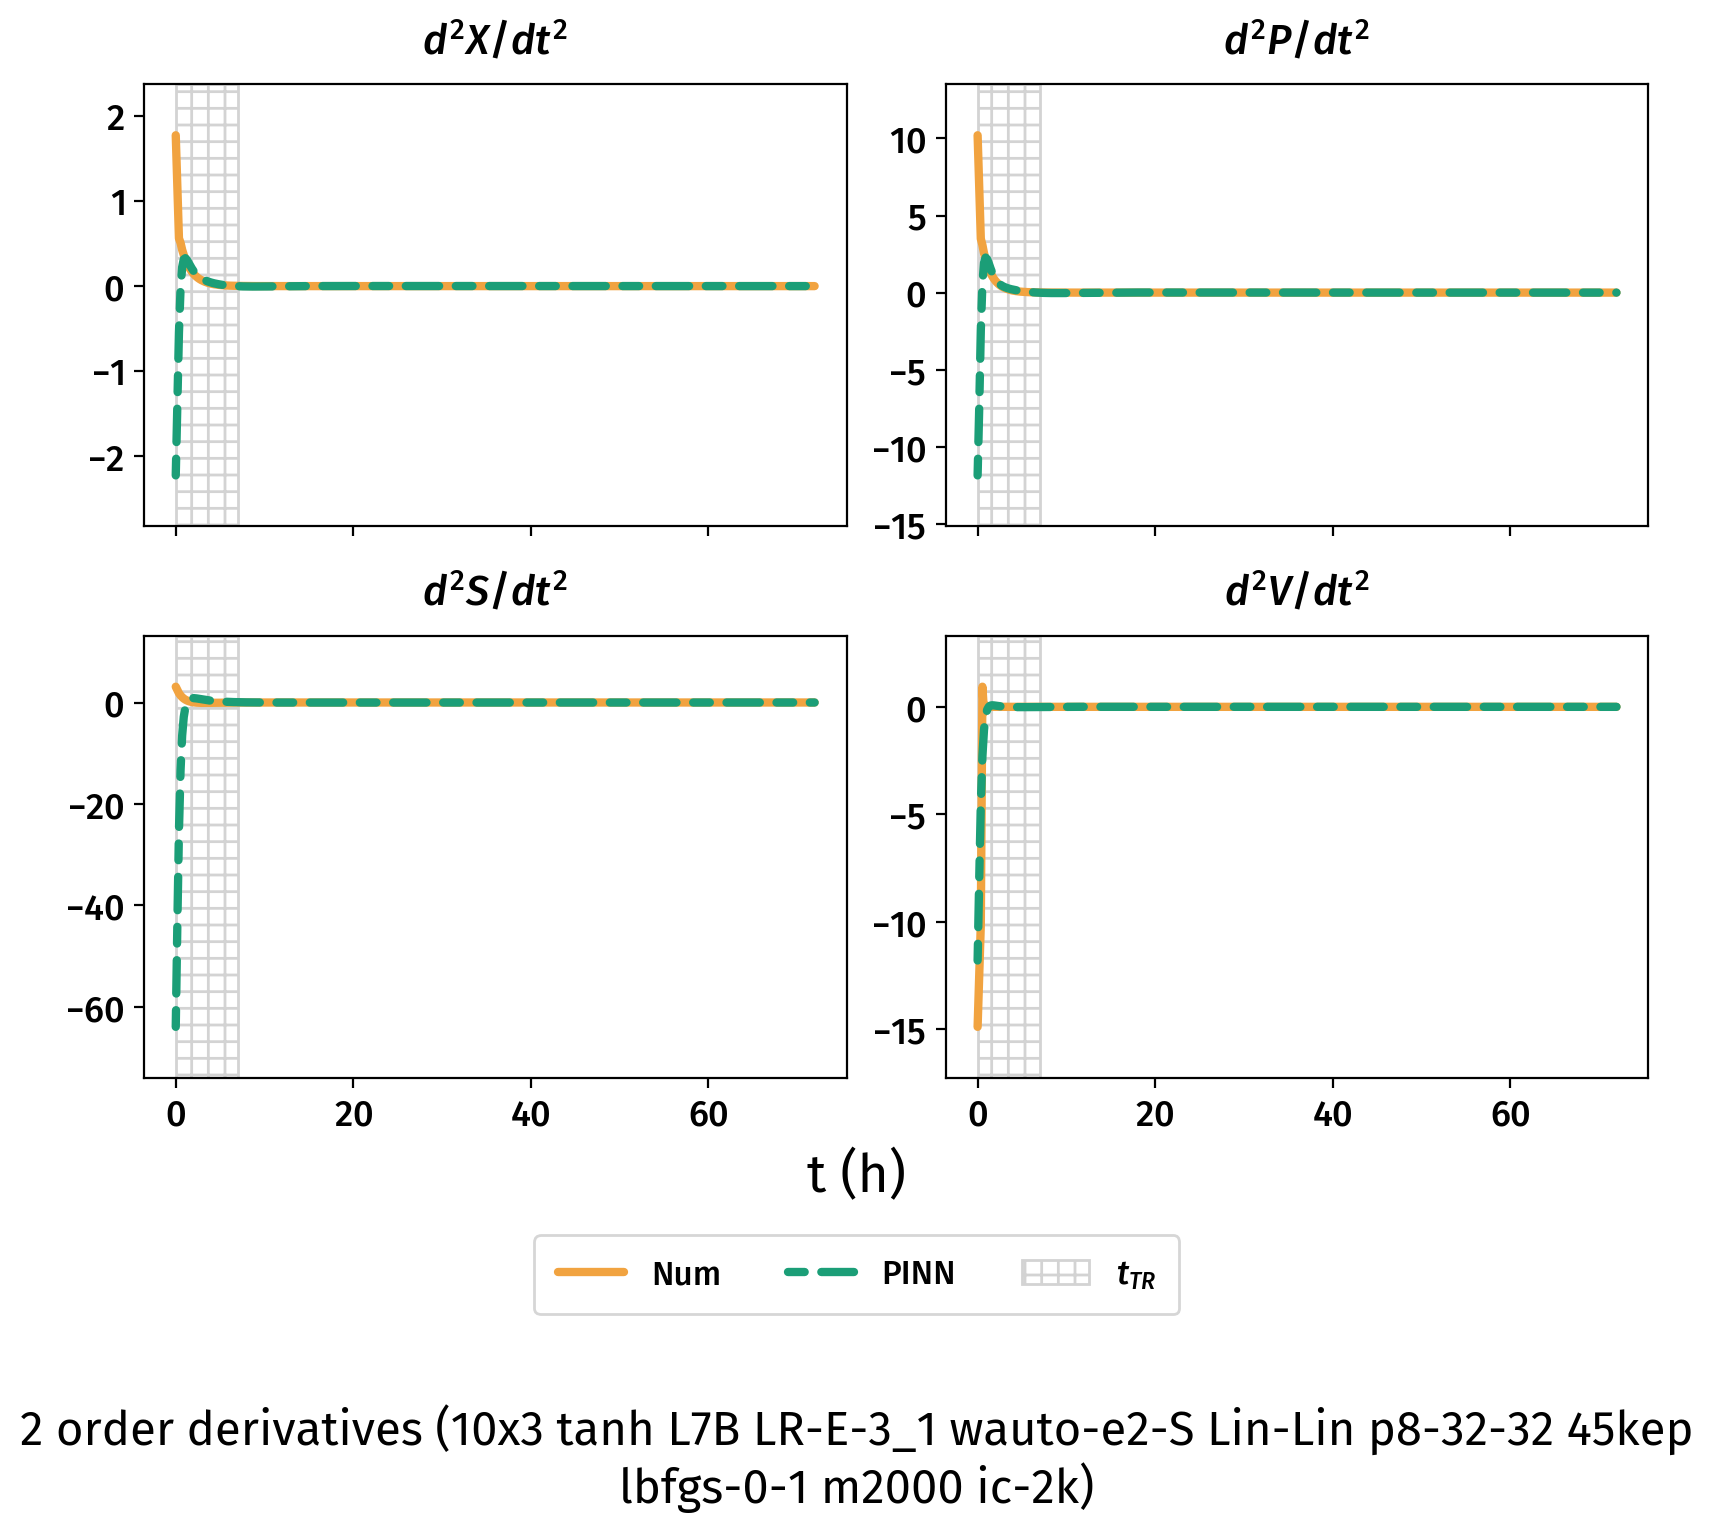 d²X/dt²
d²P/dt²
2
1
0
−1
−2
10
5
0
−5
−10
−15
d²S/dt²
d²V/dt²
0
−20
−40
−60
0
−5
−10
−15
0 20 40 60
0 20 40 60
t (h)
Num PINN t_TR
2 order derivatives (10x3 tanh L7B LR-E-3_1 wauto-e2-S Lin-Lin p8-32-32 45kep
lbfgs-0-1 m2000 ic-2k)